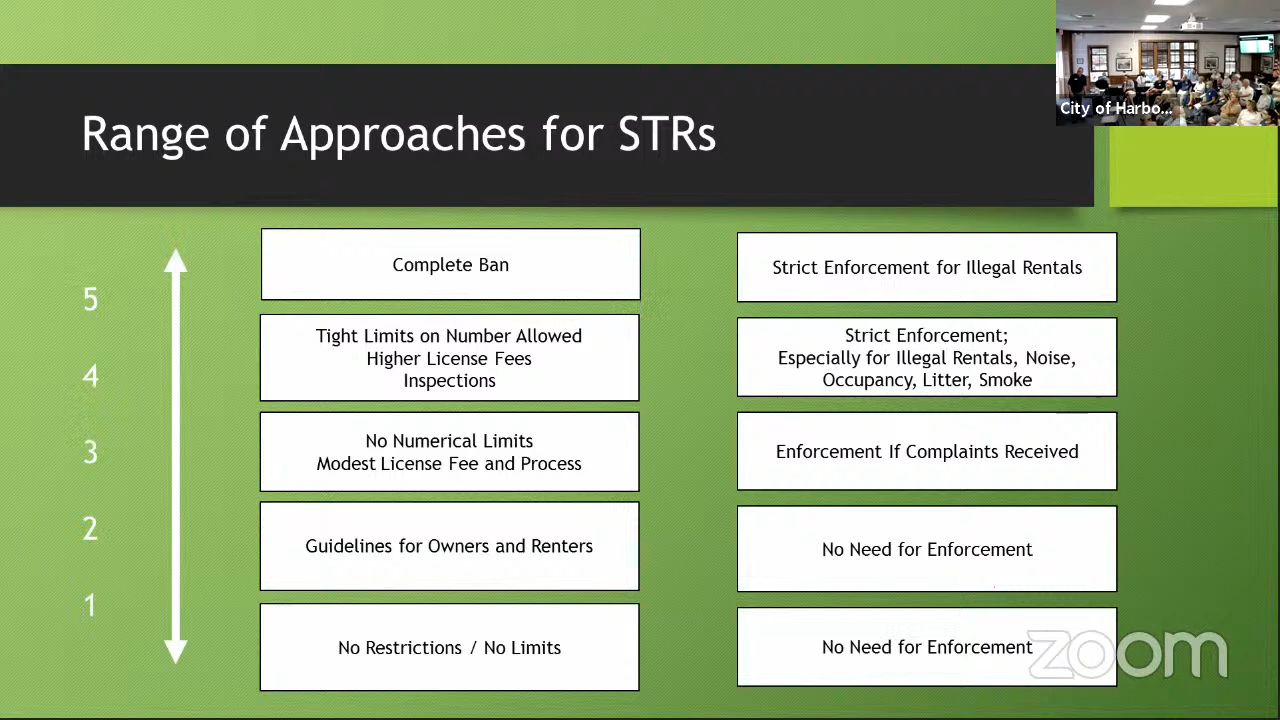 City of Harbo...
Range of Approaches for STRs
5
4
3
2
1
Complete Ban
Strict Enforcement for Illegal Rentals
Tight Limits on Number Allowed
Higher License Fees
Inspections
Strict Enforcement;
Especially for Illegal Rentals, Noise,
Occupancy, Litter, Smoke
No Numerical Limits
Modest License Fee and Process
Enforcement If Complaints Received
Guidelines for Owners and Renters
No Need for Enforcement
No Restrictions / No Limits
No Need for Enforcement
zoom